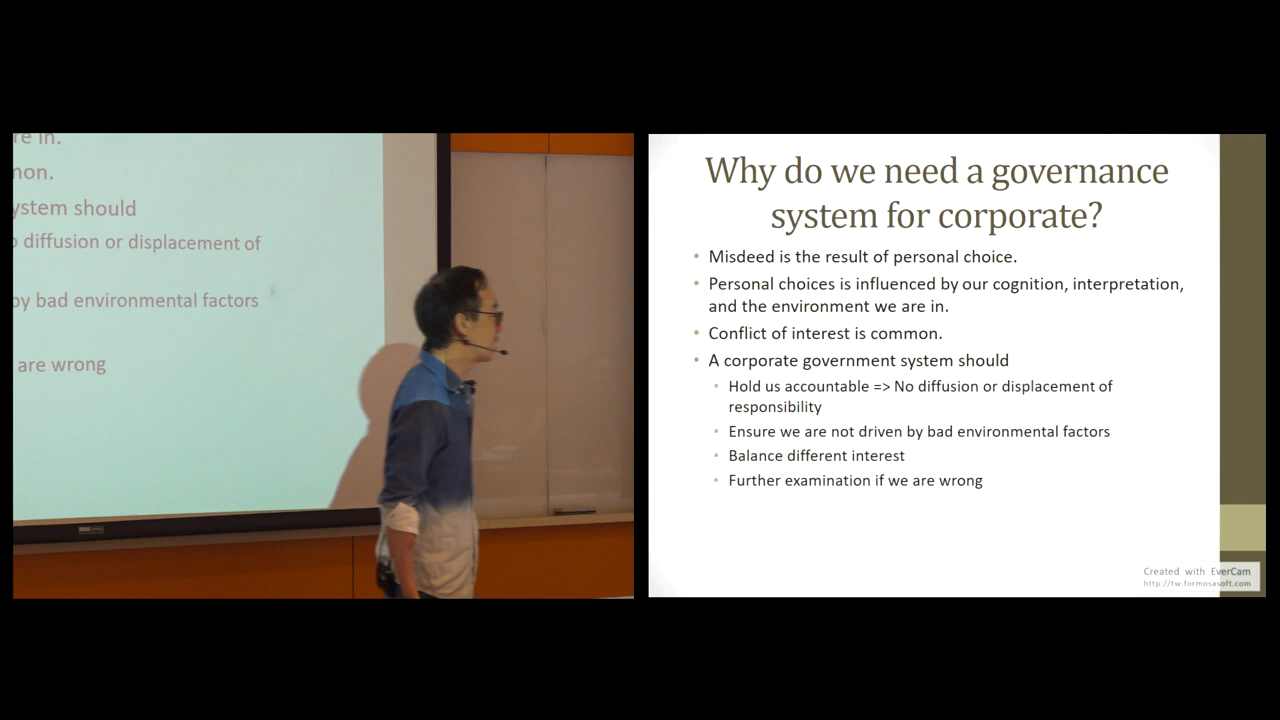 re in.
mon.
ystem should
diffusion or displacement of
by bad environmental factors
are wrong
Why do we need a governance
system for corporate?
• Misdeed is the result of personal choice.
• Personal choices is influenced by our cognition, interpretation,
and the environment we are in.
• Conflict of interest is common.
• A corporate government system should
• Hold us accountable => No diffusion or displacement of
responsibility
• Ensure we are not driven by bad environmental factors
• Balance different interest
• Further examination if we are wrong
Created with EverCam
http://tw.formosasoft.com